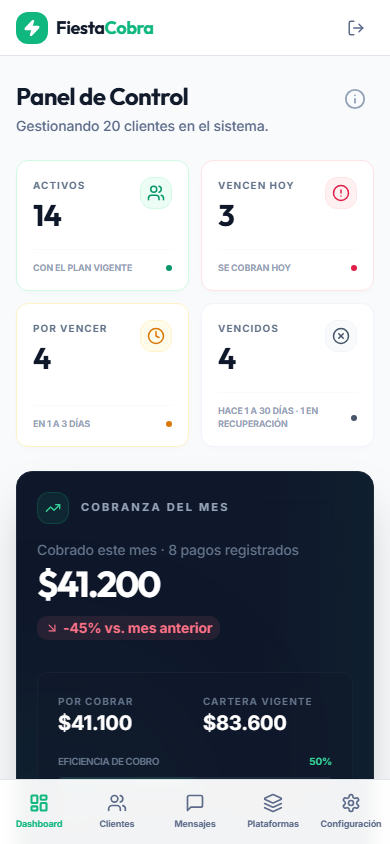 FiestaCobra
Panel de Control
Gestionando 20 clientes en el sistema.
ACTIVOS
14
CON EL PLAN VIGENTE
VENCEN HOY
3
SE COBRAN HOY
POR VENCER
4
EN 1 A 3 DÍAS
VENCIDOS
4
HACE 1 A 30 DÍAS · 1 EN
RECUPERACIÓN
COBRANZA DEL MES
Cobrado este mes · 8 pagos registrados
$41.200
-45% vs. mes anterior
POR COBRAR
$41.100
CARTERA VIGENTE
$83.600
EFICIENCIA DE COBRO 50%
Dashboard Clientes Mensajes Plataformas Configuración